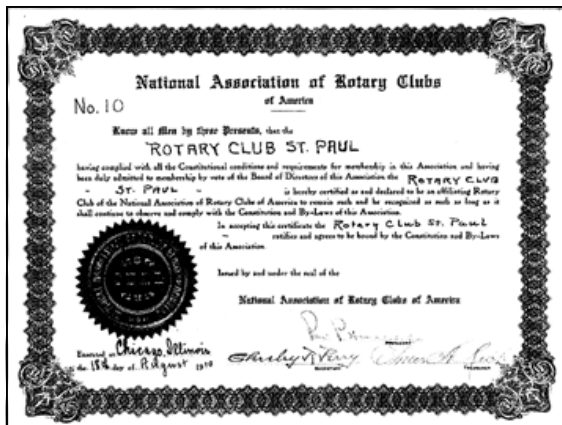 National Association of Rotary Clubs
of America
No. 10
Know all Men by these Presents, that the
ROTARY CLUB ST. PAUL
having complied with all the Constitutional conditions and requirements for membership in this Association and having
been duly admitted to membership by vote of the Board of Directors of this Association the ROTARY CLUB
- ST. PAUL - is hereby certified as and declared to be an affiliating Rotary
Club of the National Association of Rotary Clubs of America to remain such and be recognized as such as long as it
shall continue to observe and comply with the Constitution and By-Laws of this Association.
In accepting this certificate the Rotary Club St. Paul
- certifies and agrees to be bound by the Constitution and By-Laws
of this Association.
Issued by and under the seal of the
National Association of Rotary Clubs of America
PRESIDENT
Executed at Chicago, Illinois
the 18th day of August 1910
SECRETARY
TREASURER